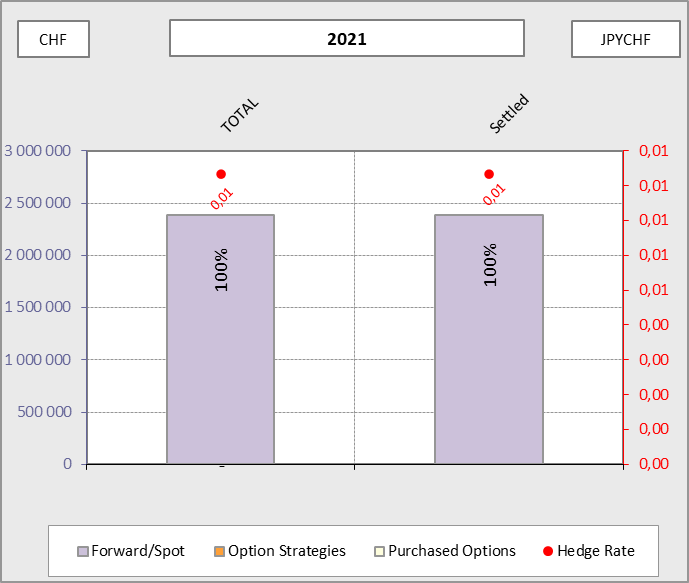 CHF
2021
JPYCHF
TOTAL
Settled
3 000 000
2 500 000
2 000 000
1 500 000
1 000 000
500 000
0
0,01
0,01
100%
100%
-
0,01
0,01
0,01
0,01
0,01
0,00
0,00
0,00
0,00
0,00
Forward/Spot
Option Strategies
Purchased Options
Hedge Rate